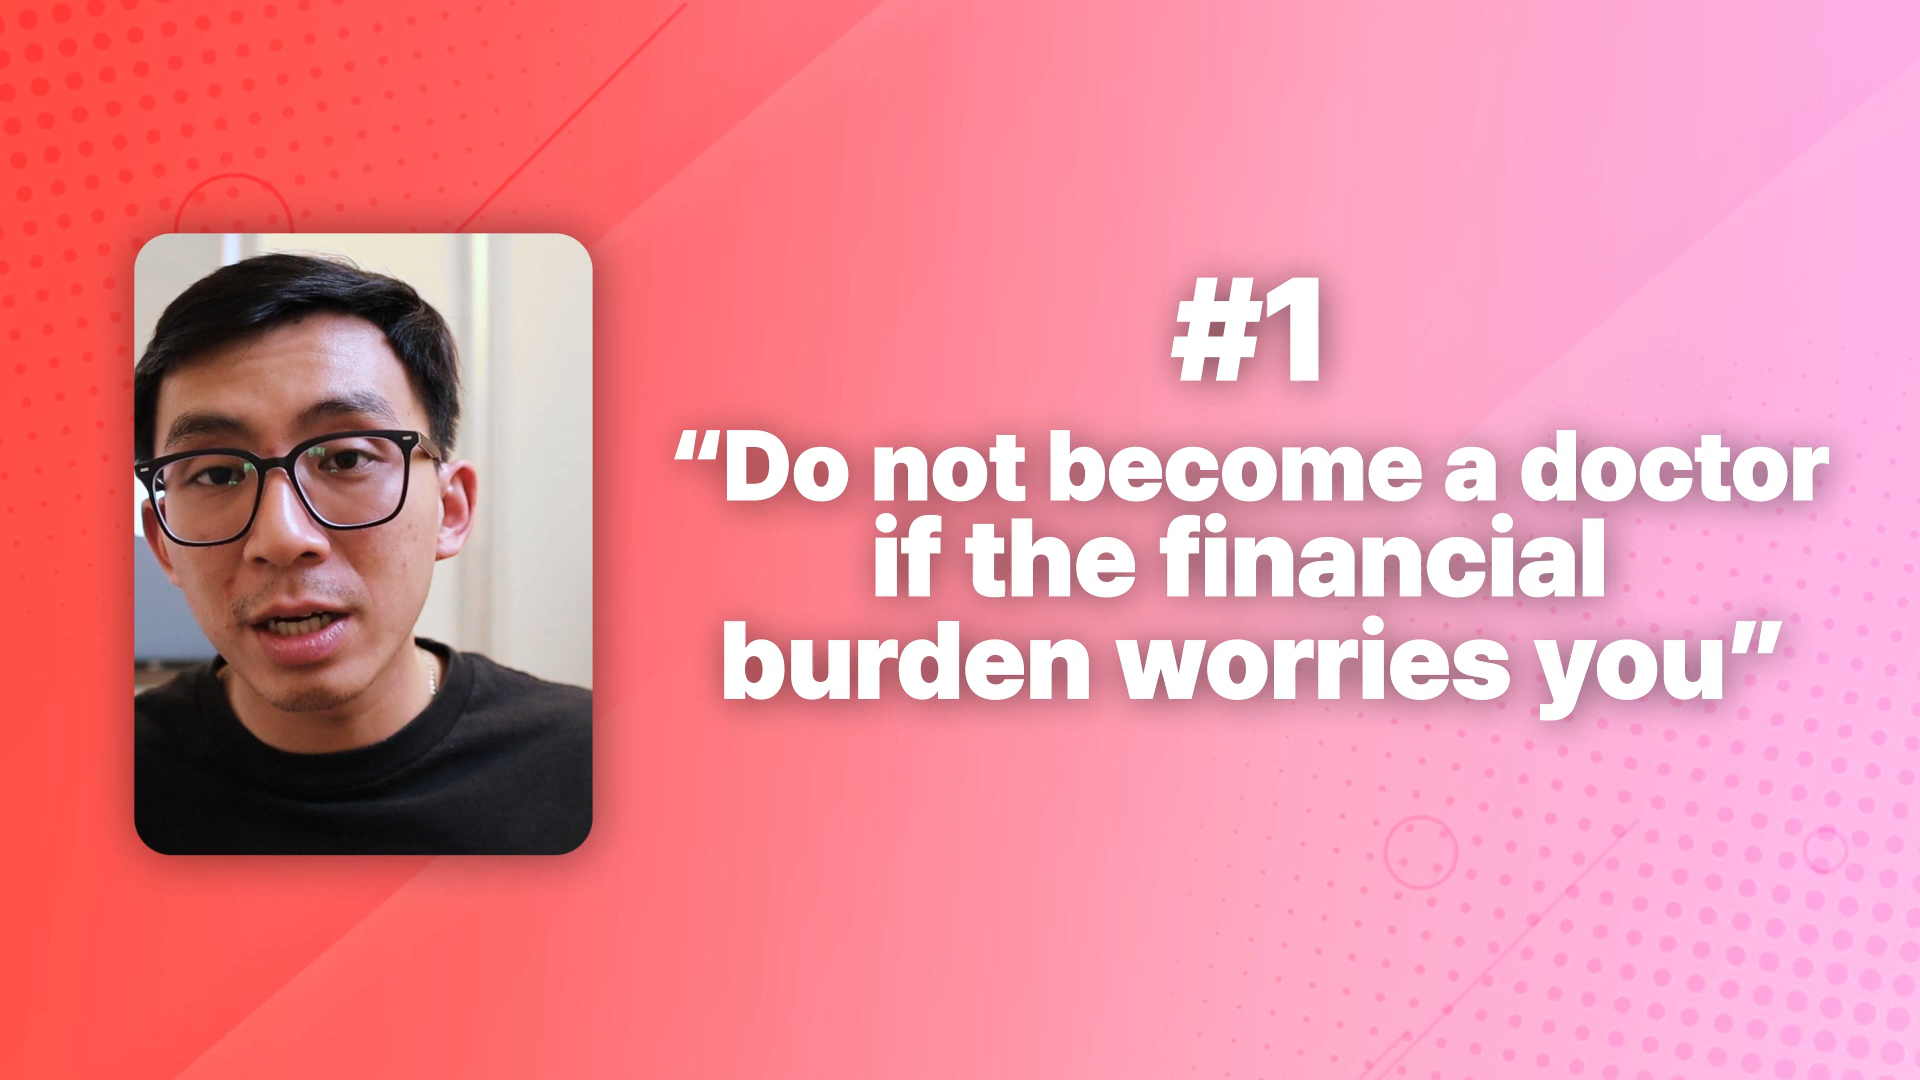 #1
“Do not become a doctor
if the financial
burden worries you”